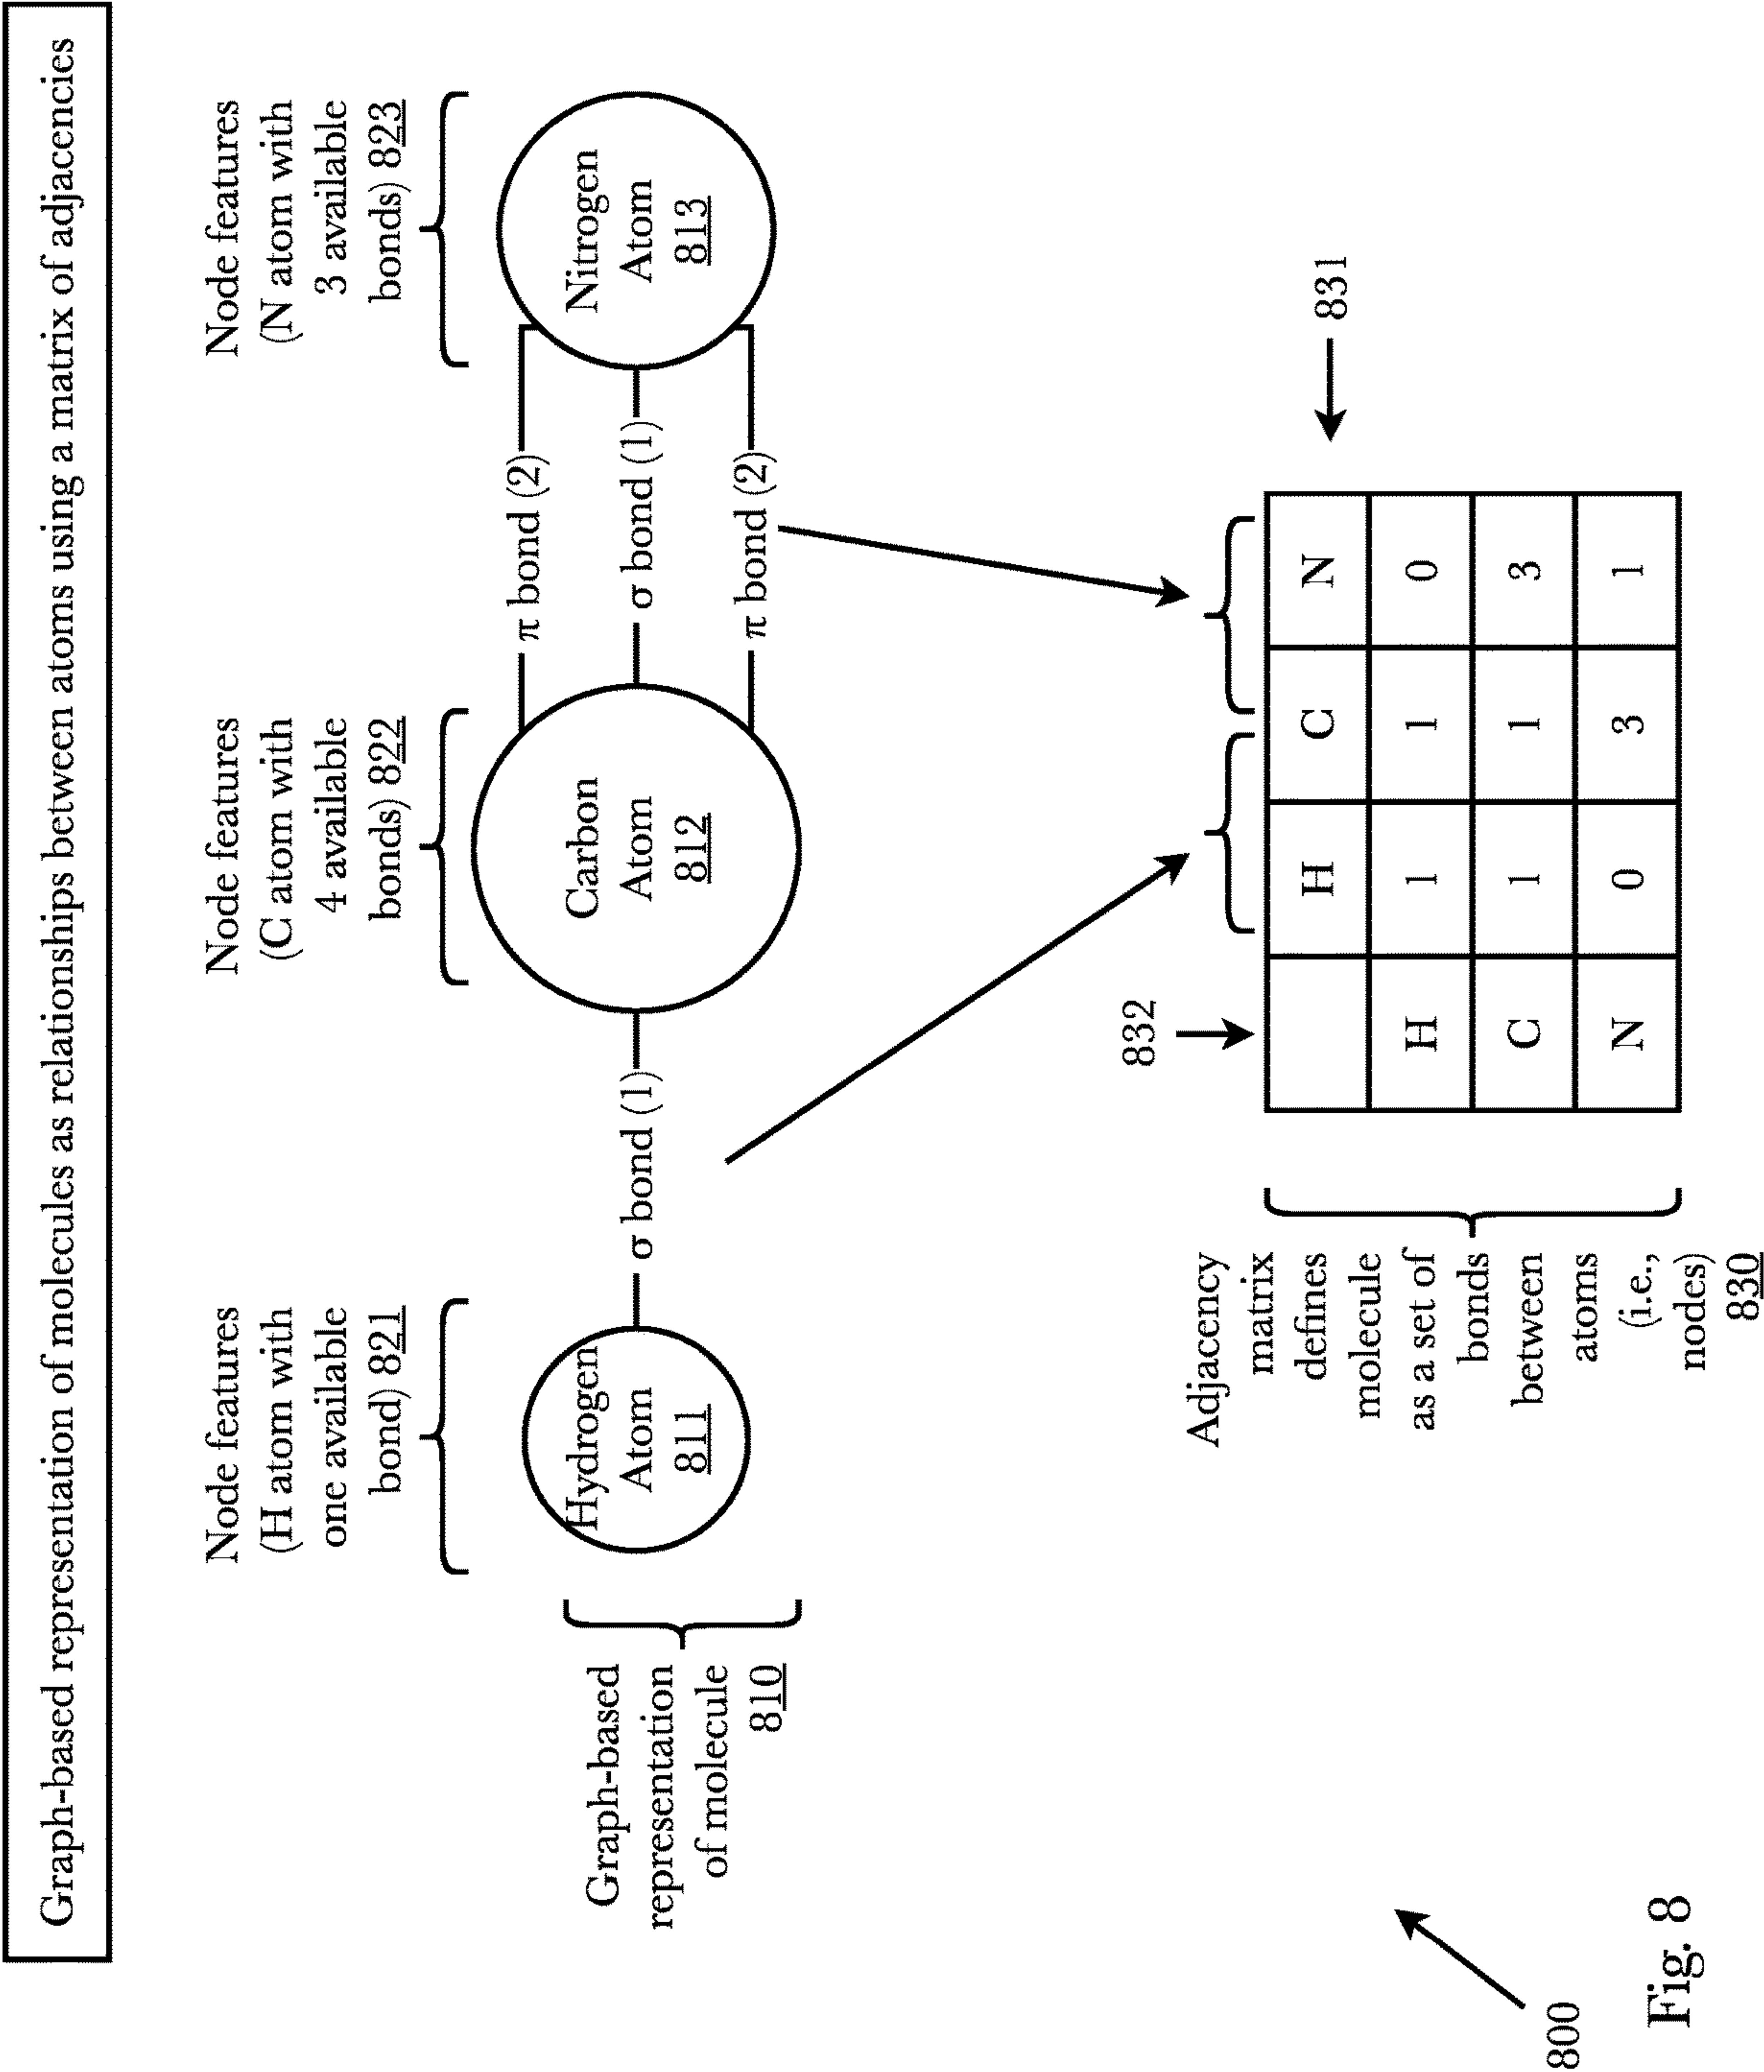 Graph-based representation of molecules as relationships between atoms using a matrix of adjacencies
Node features
(H atom with
one available
bond) 821
Node features
(C atom with
4 available
bonds) 822
Node features
(N atom with
3 available
bonds) 823
Graph-based
representation
of molecule
810
Hydrogen
Atom
811
σ bond (1)
Carbon
Atom
812
π bond (2)
σ bond (1)
π bond (2)
Nitrogen
Atom
813
Adjacency
matrix
defines
molecule
as a set of
bonds
between
atoms
(i.e.,
nodes)
830
832
831
H C N
H 1 1 0
C 1 1 3
N 0 3 1
800
Fig. 8